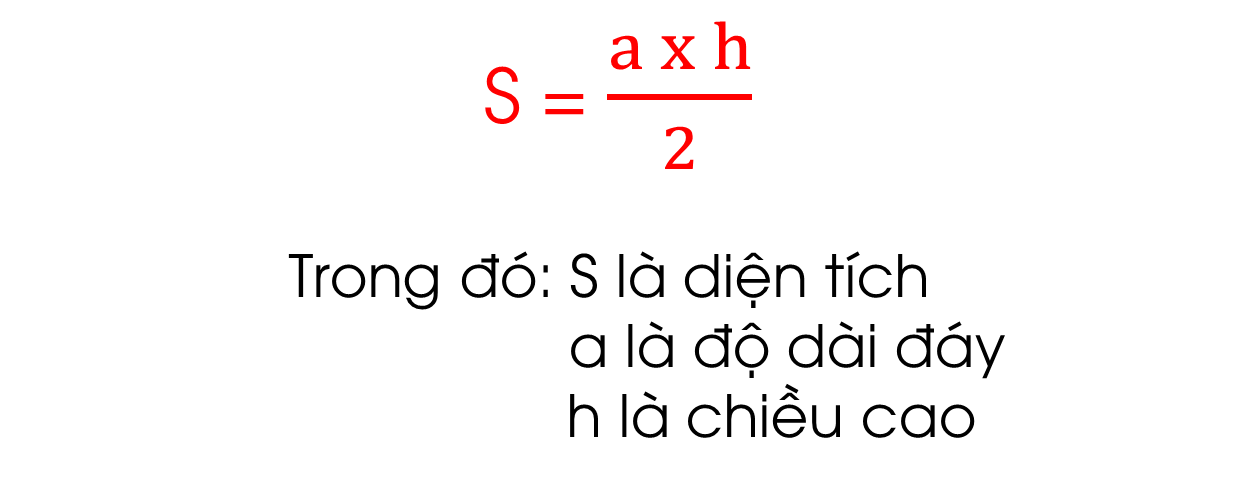 S = a x h / 2
Trong đó: S là diện tích
a là độ dài đáy
h là chiều cao